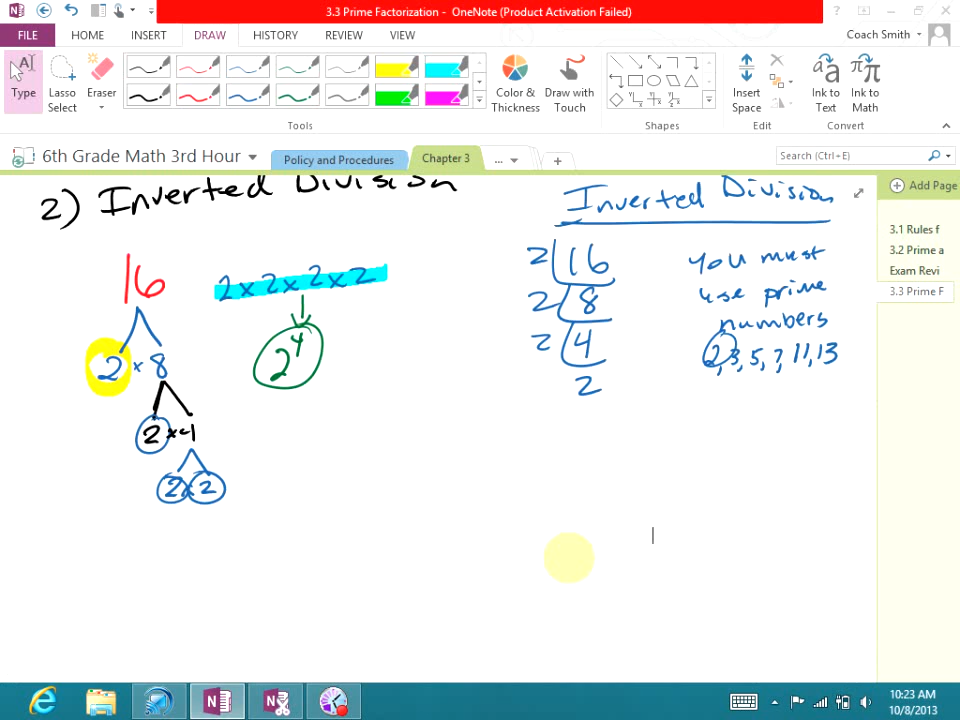 3.3 Prime Factorization - OneNote (Product Activation Failed)
FILE HOME INSERT DRAW HISTORY REVIEW VIEW
Coach Smith
Type
Lasso Select
Eraser
Color & Thickness
Draw with Touch
Insert Space
Ink to Text
Ink to Math
Tools
Shapes
Edit
Convert
6th Grade Math 3rd Hour
Policy and Procedures
Chapter 3
...
Search (Ctrl+E)
Add Page
3.1 Rules f
3.2 Prime a
Exam Revi
3.3 Prime F
2) Inverted Division
16
2 x 8
2 x 4
2 x 2
2 x 2 x 2 x 2
2^4
Inverted Division
2 16
2 8
2 4
2
you must
use prime
numbers
2, 3, 5, 7, 11, 13
10:23 AM
10/8/2013